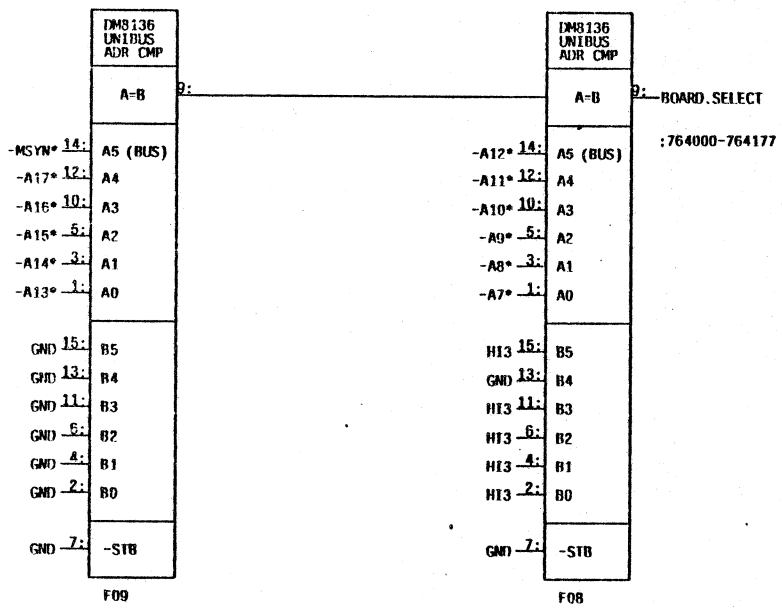 DM8136
UNIBUS
ADR CMP
A=B
9:
-MSYN* 14: A5 (BUS)
-A17* 12: A4
-A16* 10: A3
-A15* 5: A2
-A14* 3: A1
-A13* 1: A0
GND 15: B5
GND 13: B4
GND 11: B3
GND 6: B2
GND 4: B1
GND 2: B0
GND 7: -STB
F09
DM8136
UNIBUS
ADR CMP
A=B
9: BOARD.SELECT
:764000-764177
-A12* 14: A5 (BUS)
-A11* 12: A4
-A10* 10: A3
-A9* 5: A2
-A8* 3: A1
-A7* 1: A0
HI3 15: B5
GND 13: B4
HI3 11: B3
HI3 6: B2
HI3 4: B1
HI3 2: B0
GND 7: -STB
F08